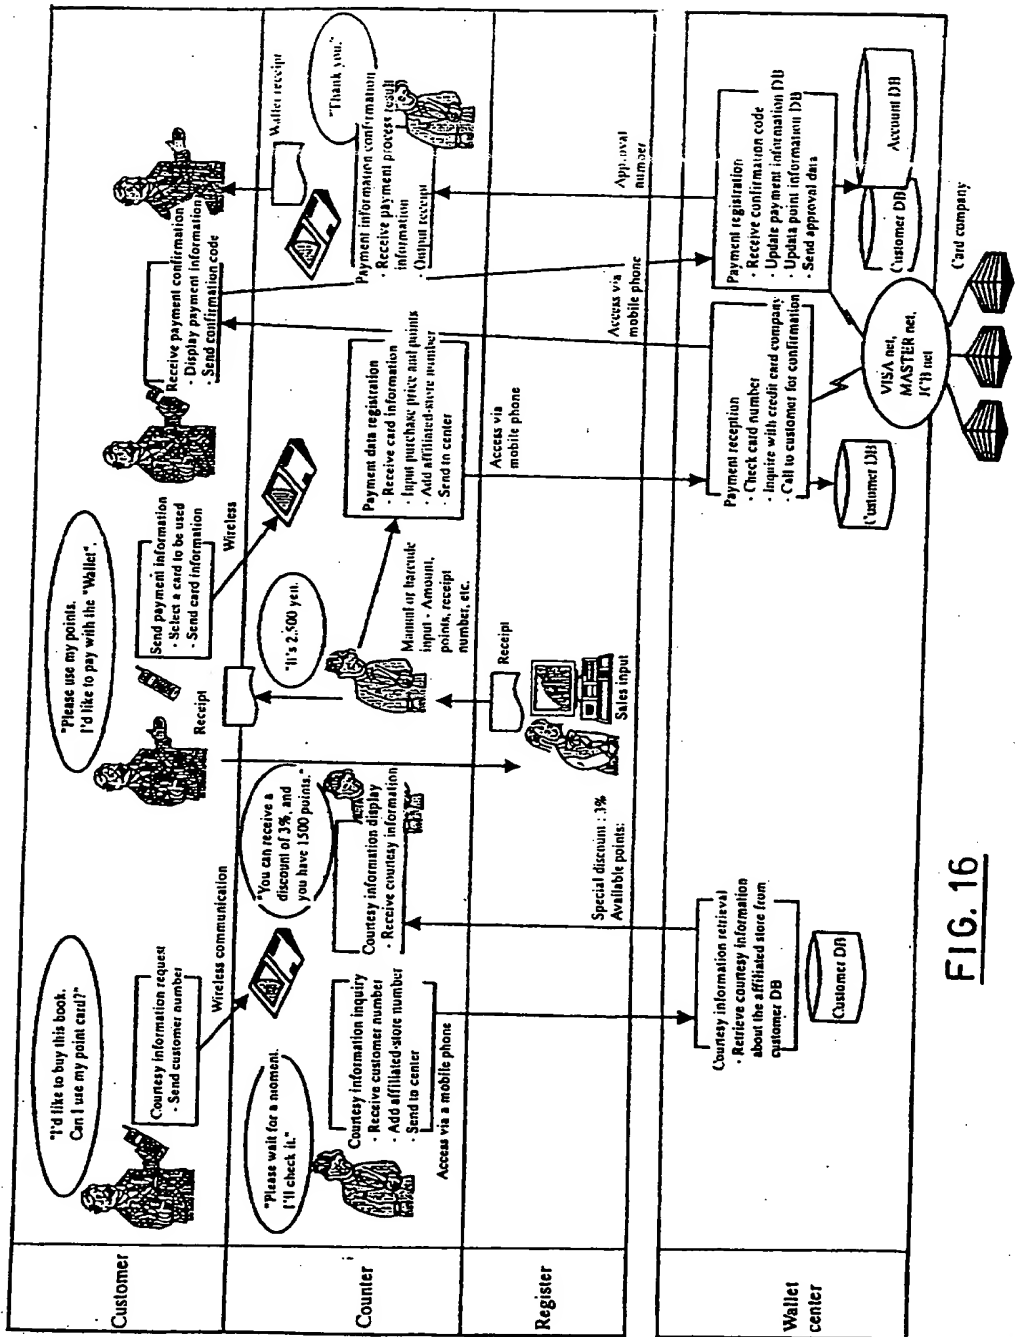 Customer
"I'd like to buy this book.
Can I use my point card?"
Courtesy information request
· Send customer number
Wireless communication
"Please use my points.
I'd like to pay with the "Wallet".
Receipt
Send payment information
· Select a card to be used
· Send card information
Wireless
Receive payment confirmation
· Display payment information
· Send confirmation code
Counter
"Please wait for a moment.
I'll check it."
Courtesy information inquiry
· Receive customer number
· Add affiliated-store number
· Send to center
Access via a mobile phone
"You can receive a
discount of 3%, and
you have 1500 points."
Courtesy information display
· Receive courtesy information
"It's 2,500 yen.
Manual or barcode
input - Amount,
points, receipt
number, etc.
Payment data registration
· Receive card information
· Input purchase price and points
· Add affiliated-store number
· Send to center
Wallet receipt
"Thank you."
Payment information confirmation
· Receive payment process result
information
· Output receipt
Register
Special discount : 3%
Available points:
Receipt
Sales input
Access via
mobile phone
Access via
mobile phone
Approval
number
Wallet
center
Courtesy information retrieval
· Retrieve courtesy information
about the affiliated store from
customer DB
Customer DB
Payment reception
· Check card number
· Inquire with credit card company
· Call to customer for confirmation
Customer DB
Payment registration
· Receive confirmation code
· Update payment information DB
· Updata point information DB
· Send approval data
Customer DB
Account DB
VISA net,
MASTER net,
JCB net
Card company
FIG. 16